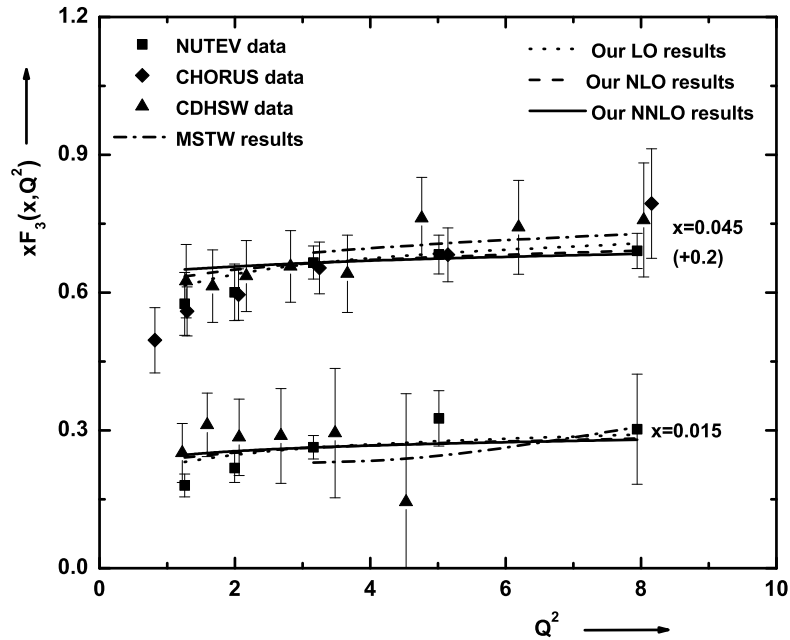 1.2
0.9
0.6
0.3
0.0
xF3(x,Q²)
NUTEV data
CHORUS data
CDHSW data
MSTW results
Our LO results
Our NLO results
Our NNLO results
x=0.045
(+0.2)
x=0.015
0 2 4 6 8 10
Q²